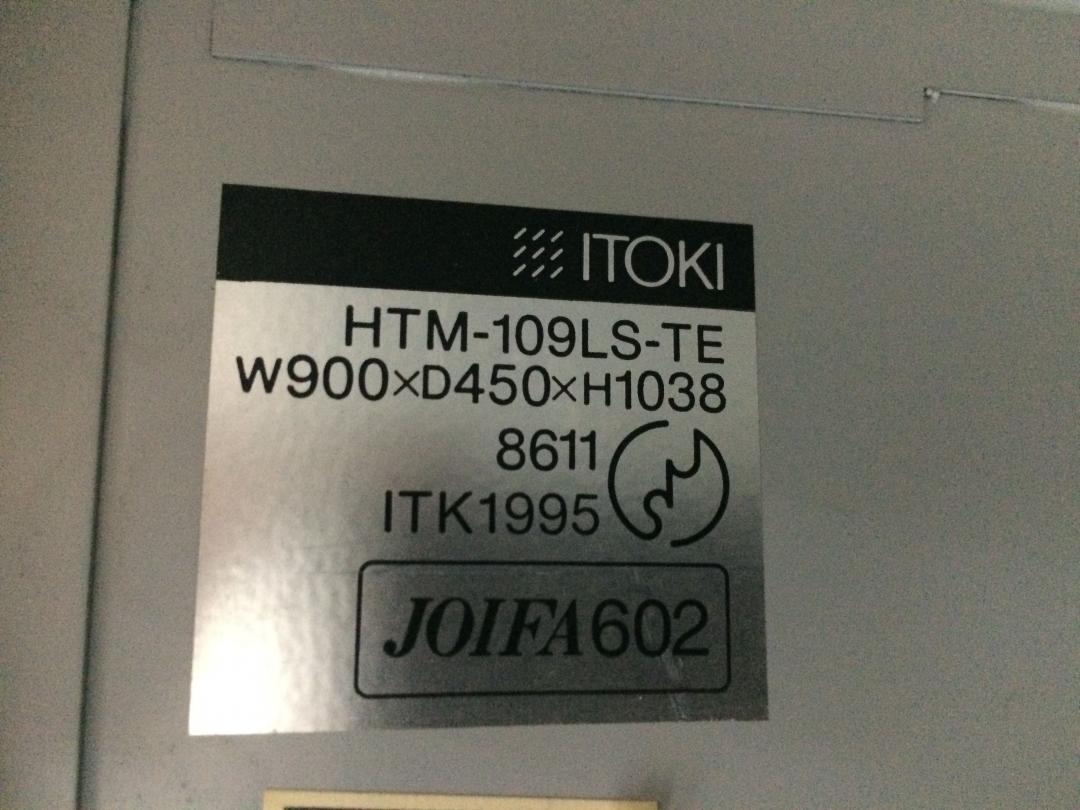 ITOKI
HTM-109LS-TE
W900×D450×H1038
8611
ITK1995
JOIFA602